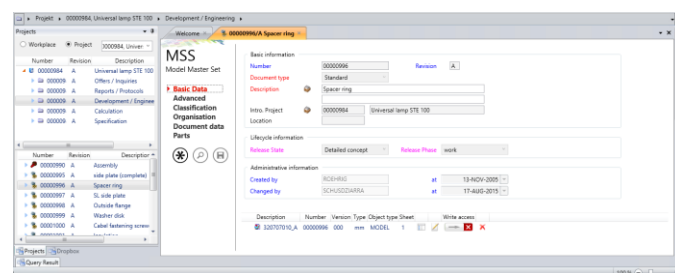 Projekt 00000984, Universal lamp STE 100 Development / Engineering
Projects
Workplace Project 0000984, Univer
Number Revision Description
00000984 A Universal lamp STE 100
000009 A Offers / Inquiries
000009 A Reports / Protocols
000009 A Development / Enginee
000009 A Calculation
000009 A Specification
Number Revision Description
00000990 A Assembly
00000995 A side plate (complete)
00000996 A Spacer ring
00000997 A SL side plate
00000998 A Outside flange
00000999 A Washer disk
00001000 A Cabel fastening screw
Projects Dropbox
Query Result
Welcome 00000996/A Spacer ring
MSS
Model Master Set
Basic Data
Advanced
Classification
Organisation
Document data
Parts
Basic information
Number 00000996 Revision A
Document type Standard
Description Spacer ring
Intro. Project 00000984 Universal lamp STE 100
Location
Lifecycle information
Release State Detailed concept Release Phase work
Administrative information
Created by ROEHRIG at 13-NOV-2005
Changed by SCHUSDZIARRA at 17-AUG-2015
Description Number Version Type Object type Sheet Write access
320707010_A 00000996 000 mm MODEL 1
100 %